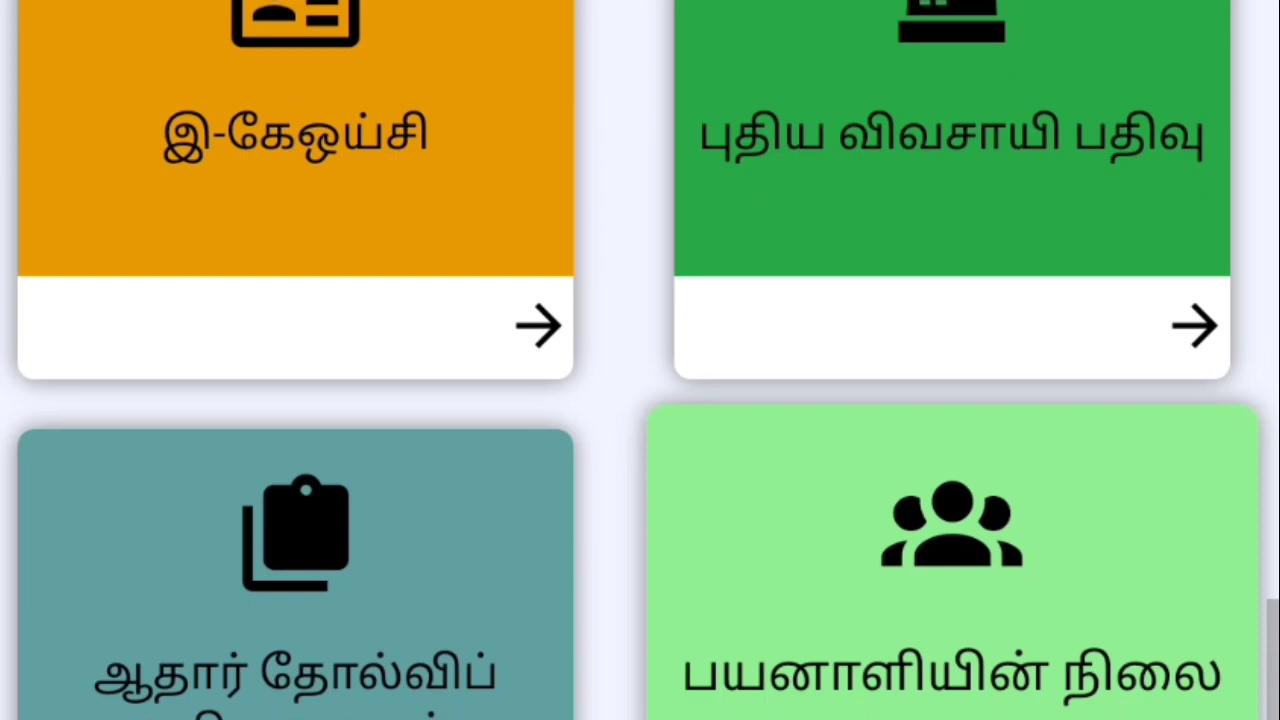 இ-கேஒய்சி
புதிய விவசாயி பதிவு
ஆதார் தோல்விப்
பயனாளியின் நிலை